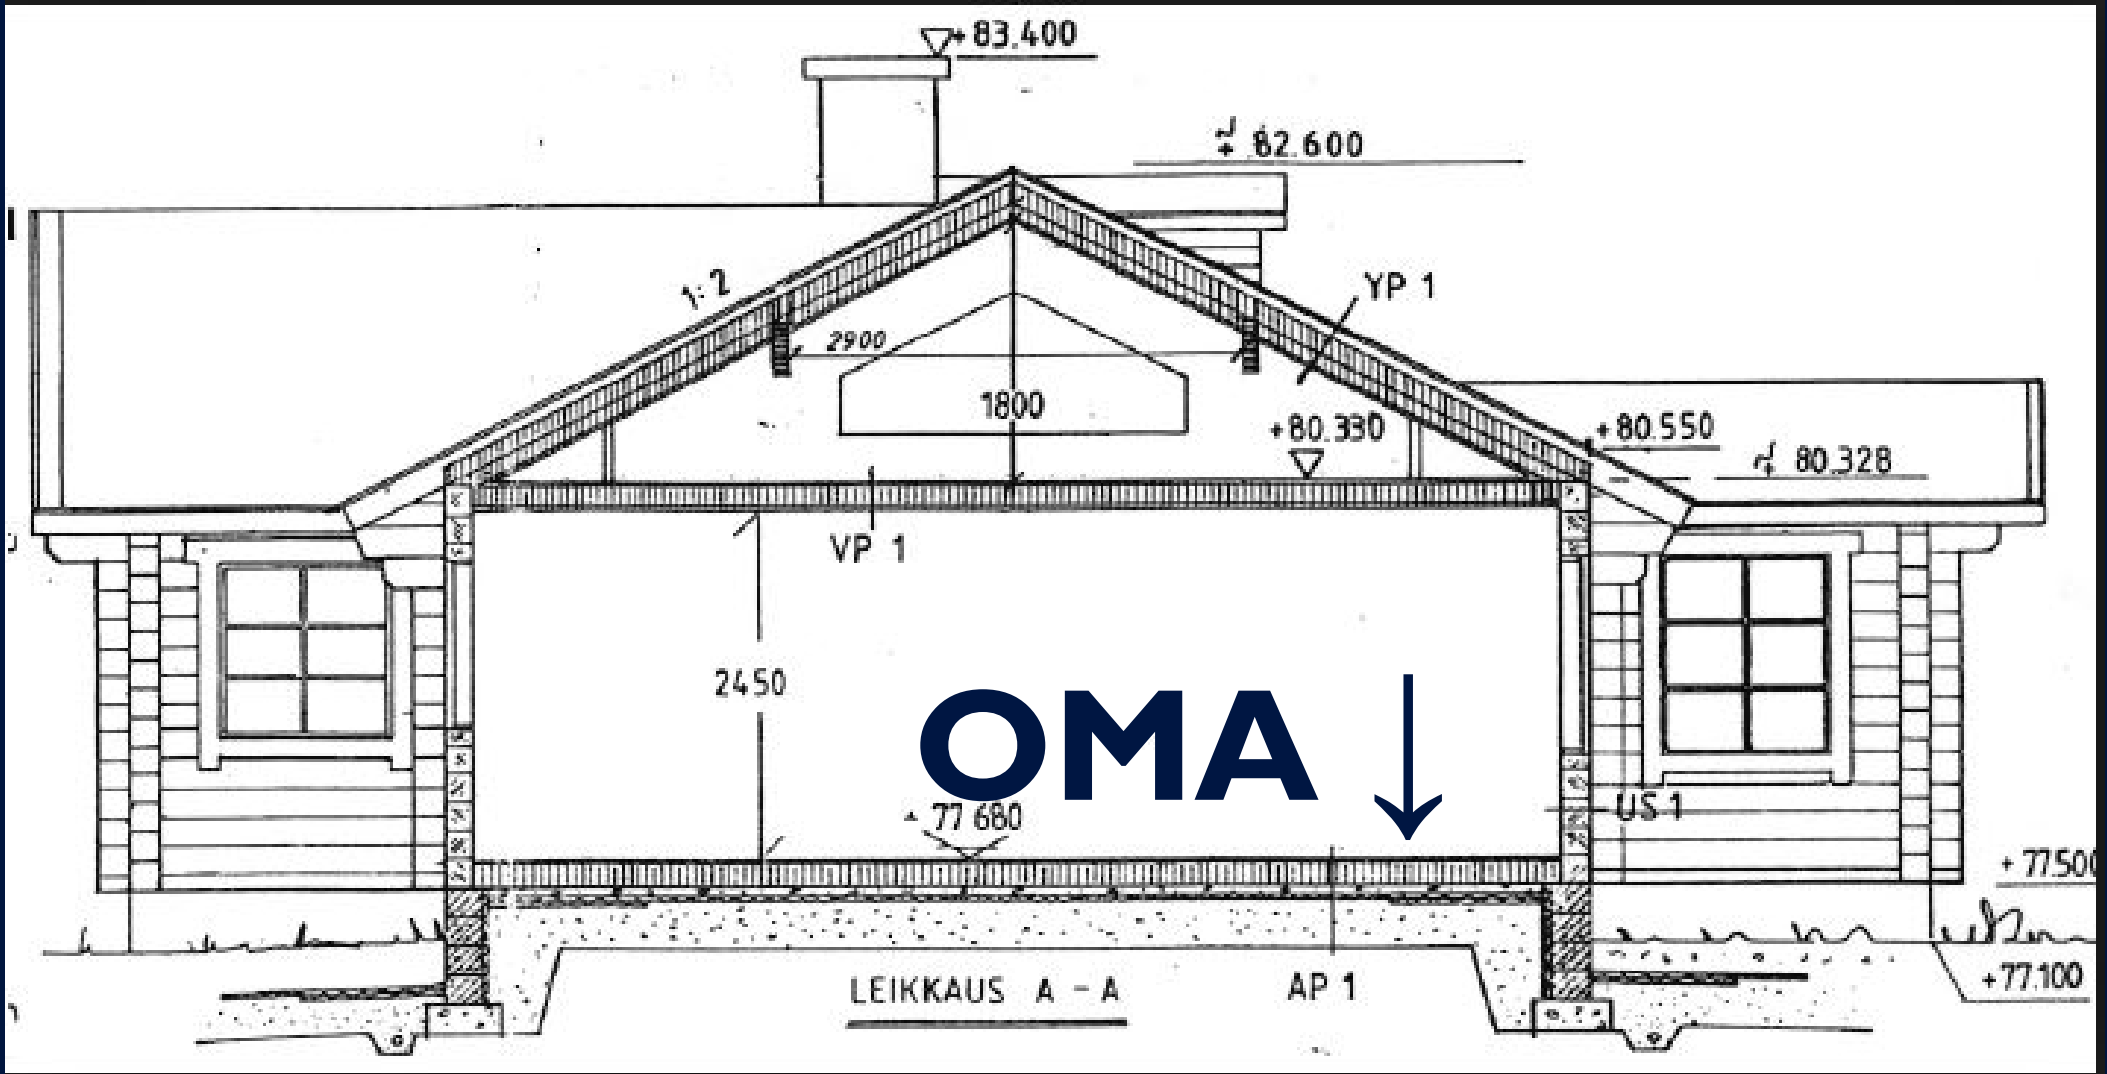 +83.400
+ 82.600
1:2
YP 1
2900
1800
+80.330
+80.550
80.328
VP 1
2450
OMA ↓
77 680
US 1
+ 77.500
LEIKKAUS A - A
AP 1
+77.100